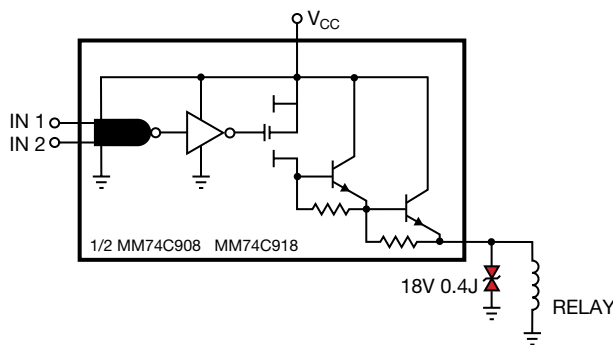 VCC
IN 1
IN 2
1/2 MM74C908 MM74C918
18V 0.4J
RELAY